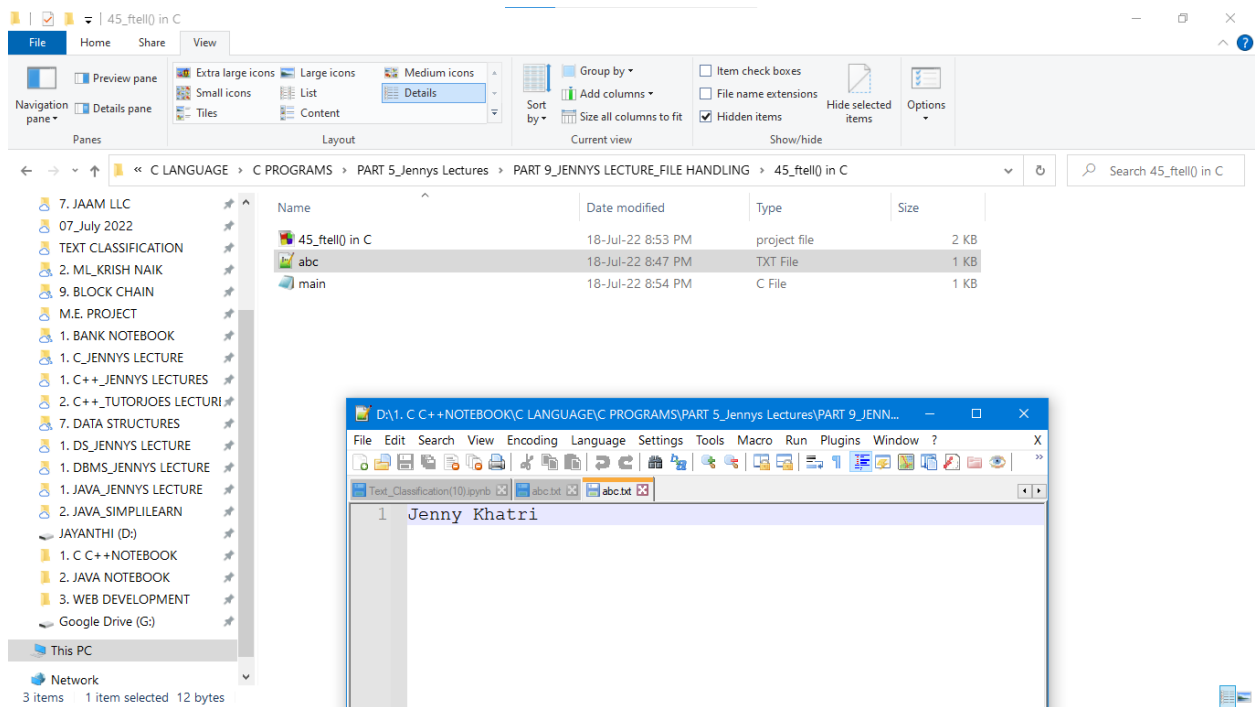 45_ftell() in C
File Home Share View
Navigation pane
Preview pane
Details pane
Panes
Extra large icons Large icons Medium icons
Small icons List Details
Tiles Content
Layout
Sort by
Group by
Add columns
Size all columns to fit
Current view
Item check boxes
File name extensions
Hidden items
Hide selected items
Show/hide
Options
« C LANGUAGE > C PROGRAMS > PART 5_Jennys Lectures > PART 9_JENNYS LECTURE_FILE HANDLING > 45_ftell() in C
Search 45_ftell() in C
7. JAAM LLC
07_July 2022
TEXT CLASSIFICATION
2. ML_KRISH NAIK
9. BLOCK CHAIN
M.E. PROJECT
1. BANK NOTEBOOK
1. C_JENNYS LECTURE
1. C++_JENNYS LECTURES
2. C++_TUTORJOES LECTURI
7. DATA STRUCTURES
1. DS_JENNYS LECTURE
1. DBMS_JENNYS LECTURE
1. JAVA_JENNYS LECTURE
2. JAVA_SIMPLILEARN
JAYANTHI (D:)
1. C C++NOTEBOOK
2. JAVA NOTEBOOK
3. WEB DEVELOPMENT
Google Drive (G:)
This PC
Network
Name Date modified Type Size
45_ftell() in C 18-Jul-22 8:53 PM project file 2 KB
abc 18-Jul-22 8:47 PM TXT File 1 KB
main 18-Jul-22 8:54 PM C File 1 KB
D:\1. C C++NOTEBOOK\C LANGUAGE\C PROGRAMS\PART 5_Jennys Lectures\PART 9_JENN...
File Edit Search View Encoding Language Settings Tools Macro Run Plugins Window ? X
Text_Classification(10).ipynb abc.txt abc.txt
1 Jenny Khatri
3 items 1 item selected 12 bytes